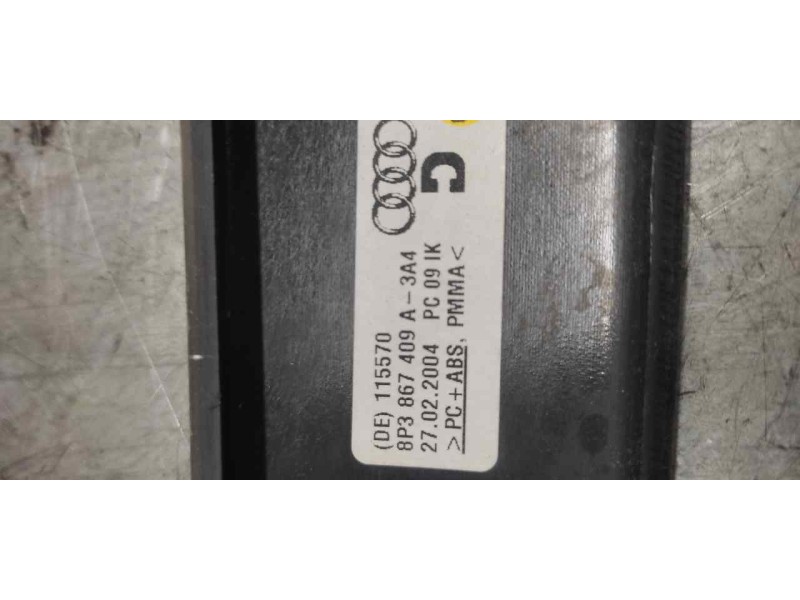 (DE) 115570
8P3 867 409 A-3A4
27.02.2004 PC 09 IK
>PC+ABS, PMMA<